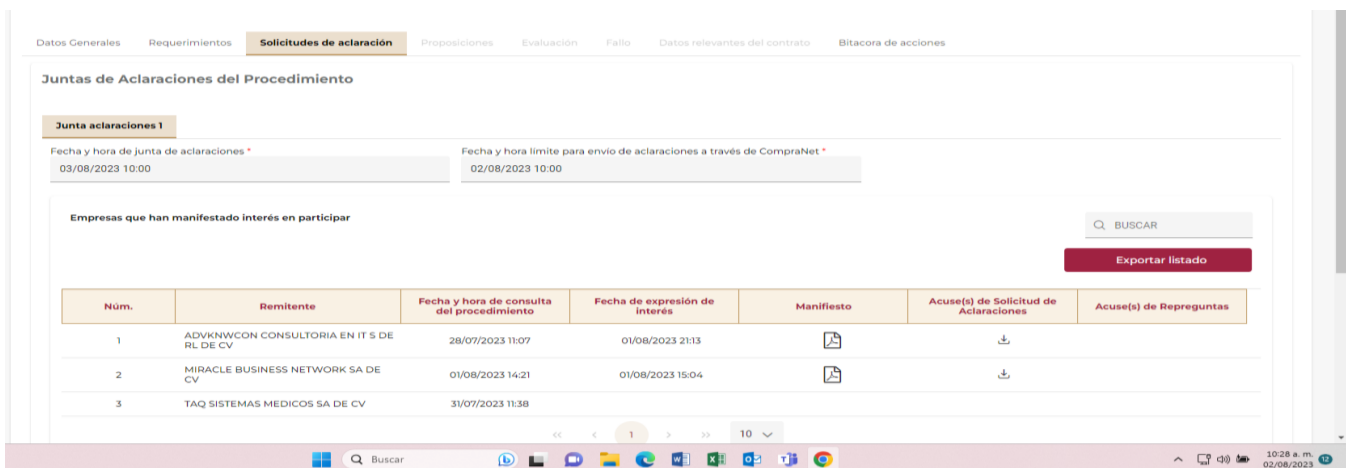 Datos Generales Requerimientos Solicitudes de aclaración Proposiciones Evaluación Fallo Datos relevantes del contrato Bitacora de acciones
Juntas de Aclaraciones del Procedimiento
Junta aclaraciones 1
Fecha y hora de junta de aclaraciones * Fecha y hora límite para envío de aclaraciones a través de CompraNet *
03/08/2023 10:00 02/08/2023 10:00
Empresas que han manifestado interés en participar
BUSCAR
Exportar listado
Núm. Remitente Fecha y hora de consulta del procedimiento Fecha de expresión de interés Manifiesto Acuse(s) de Solicitud de Aclaraciones Acuse(s) de Repreguntas
1 ADVKNWCON CONSULTORIA EN IT S DE RL DE CV 28/07/2023 11:07 01/08/2023 21:13
2 MIRACLE BUSINESS NETWORK SA DE CV 01/08/2023 14:21 01/08/2023 15:04
3 TAQ SISTEMAS MEDICOS SA DE CV 31/07/2023 11:38
<< < 1 > >> 10
Buscar
10:28 a. m.
02/08/2023
12